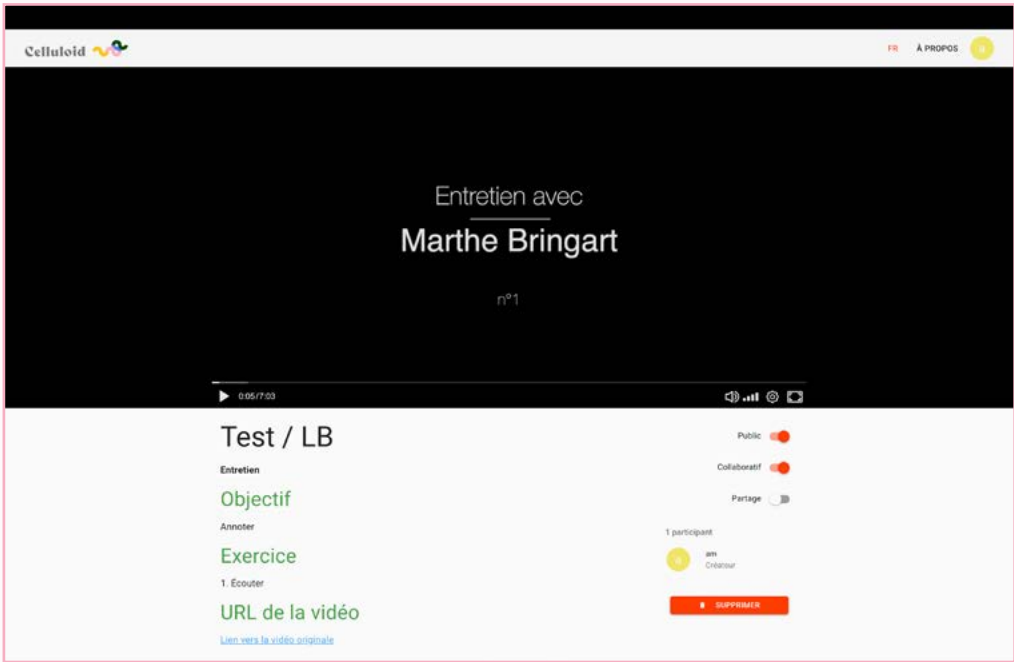 Celluloid
FR À PROPOS a
Entretien avec
Marthe Bringart
n°1
0:05/7:03
Test / LB
Public
Entretien
Collaboratif
Objectif
Partage
Annoter
1 participant
Exercice
a am
Créateur
1. Écouter
SUPPRIMER
URL de la vidéo
Lien vers la vidéo originale